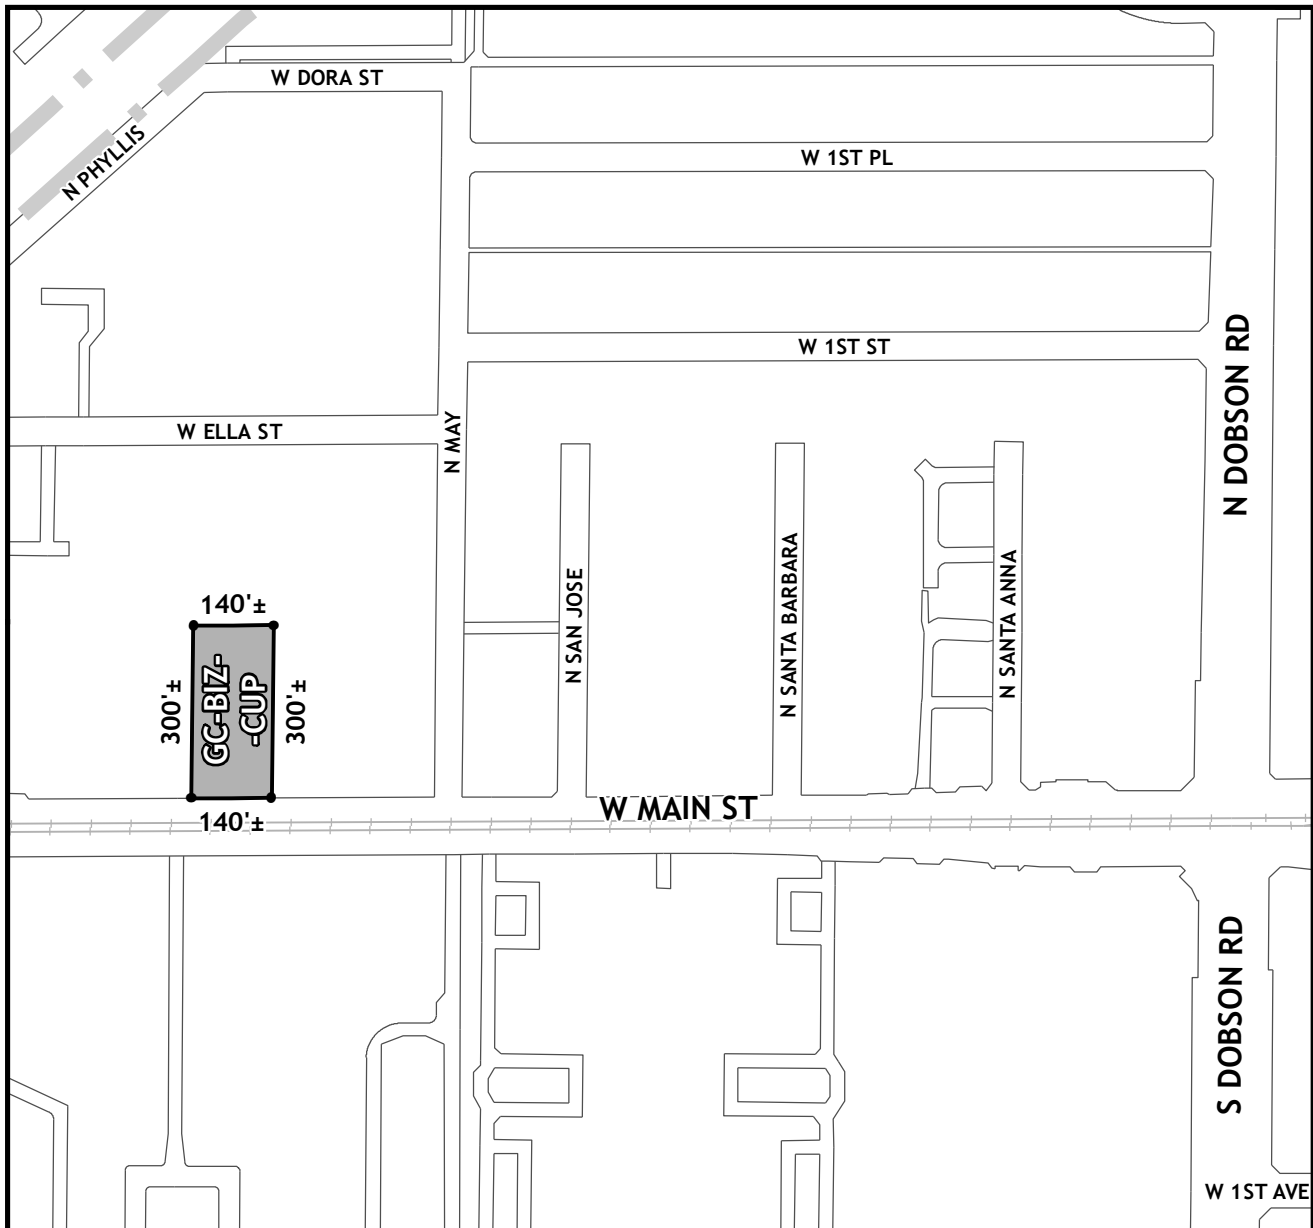 W DORA ST
N PHYLLIS
W 1ST PL
W 1ST ST
N DOBSON RD
W ELLA ST
N MAY
N SAN JOSE
N SANTA BARBARA
N SANTA ANNA
140'±
300'±
GC-BIZ-
-CUP
300'±
140'±
W MAIN ST
S DOBSON RD
W 1ST AVE